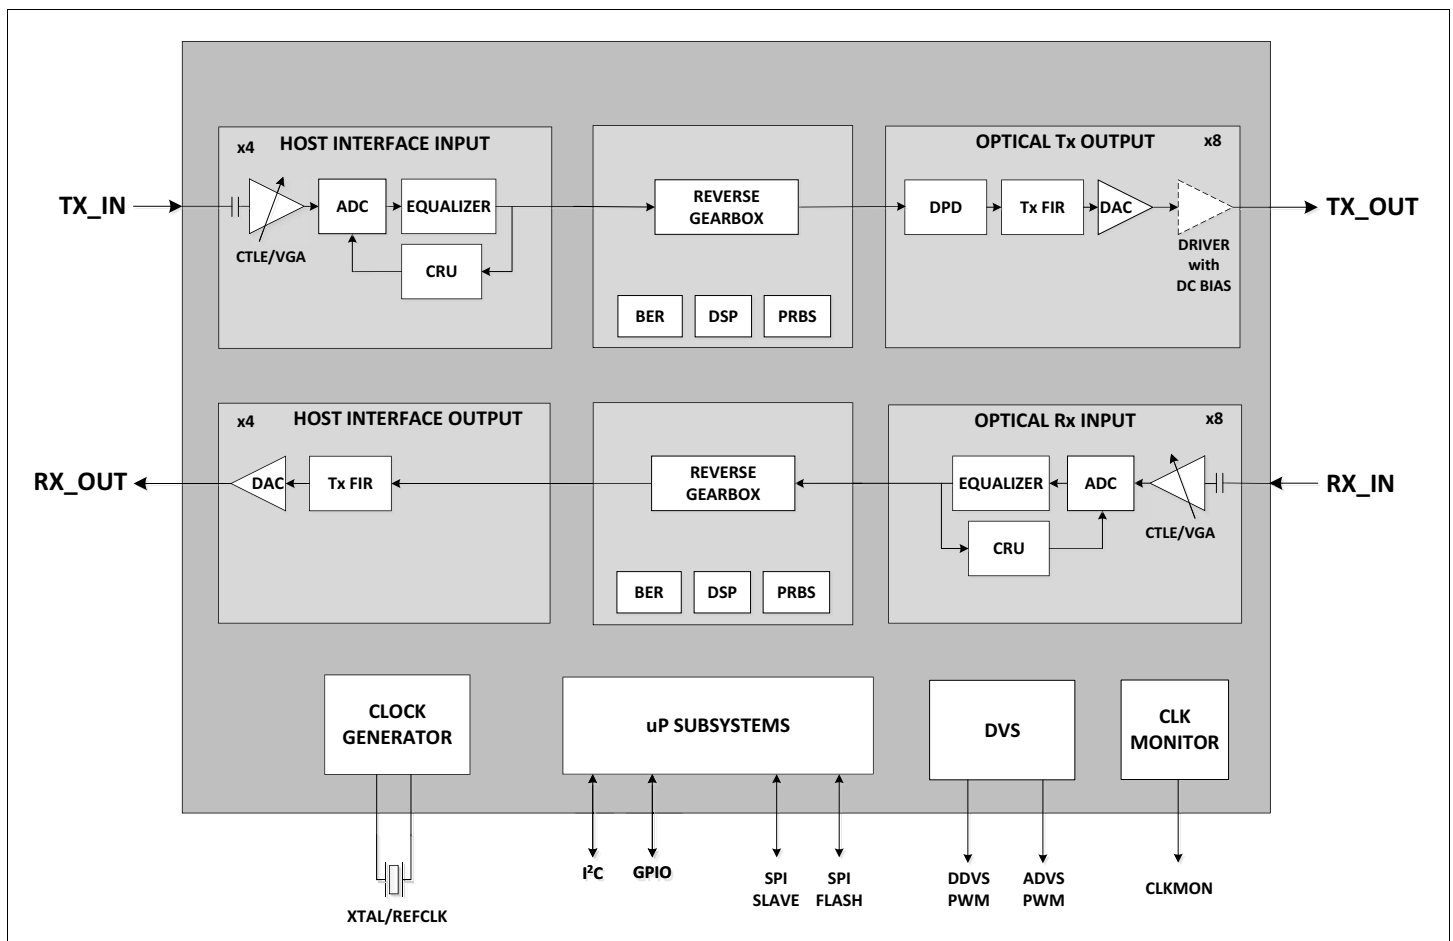 x4 HOST INTERFACE INPUT
OPTICAL Tx OUTPUT x8
TX_IN
ADC
EQUALIZER
CTLE/VGA
CRU
REVERSE
GEARBOX
BER
DSP
PRBS
DPD
Tx FIR
DAC
DRIVER
with
DC BIAS
TX_OUT
x4 HOST INTERFACE OUTPUT
OPTICAL Rx INPUT x8
RX_OUT
DAC
Tx FIR
REVERSE
GEARBOX
BER
DSP
PRBS
EQUALIZER
ADC
CRU
CTLE/VGA
RX_IN
CLOCK
GENERATOR
uP SUBSYSTEMS
DVS
CLK
MONITOR
XTAL/REFCLK
I²C
GPIO
SPI
SLAVE
SPI
FLASH
DDVS
PWM
ADVS
PWM
CLKMON